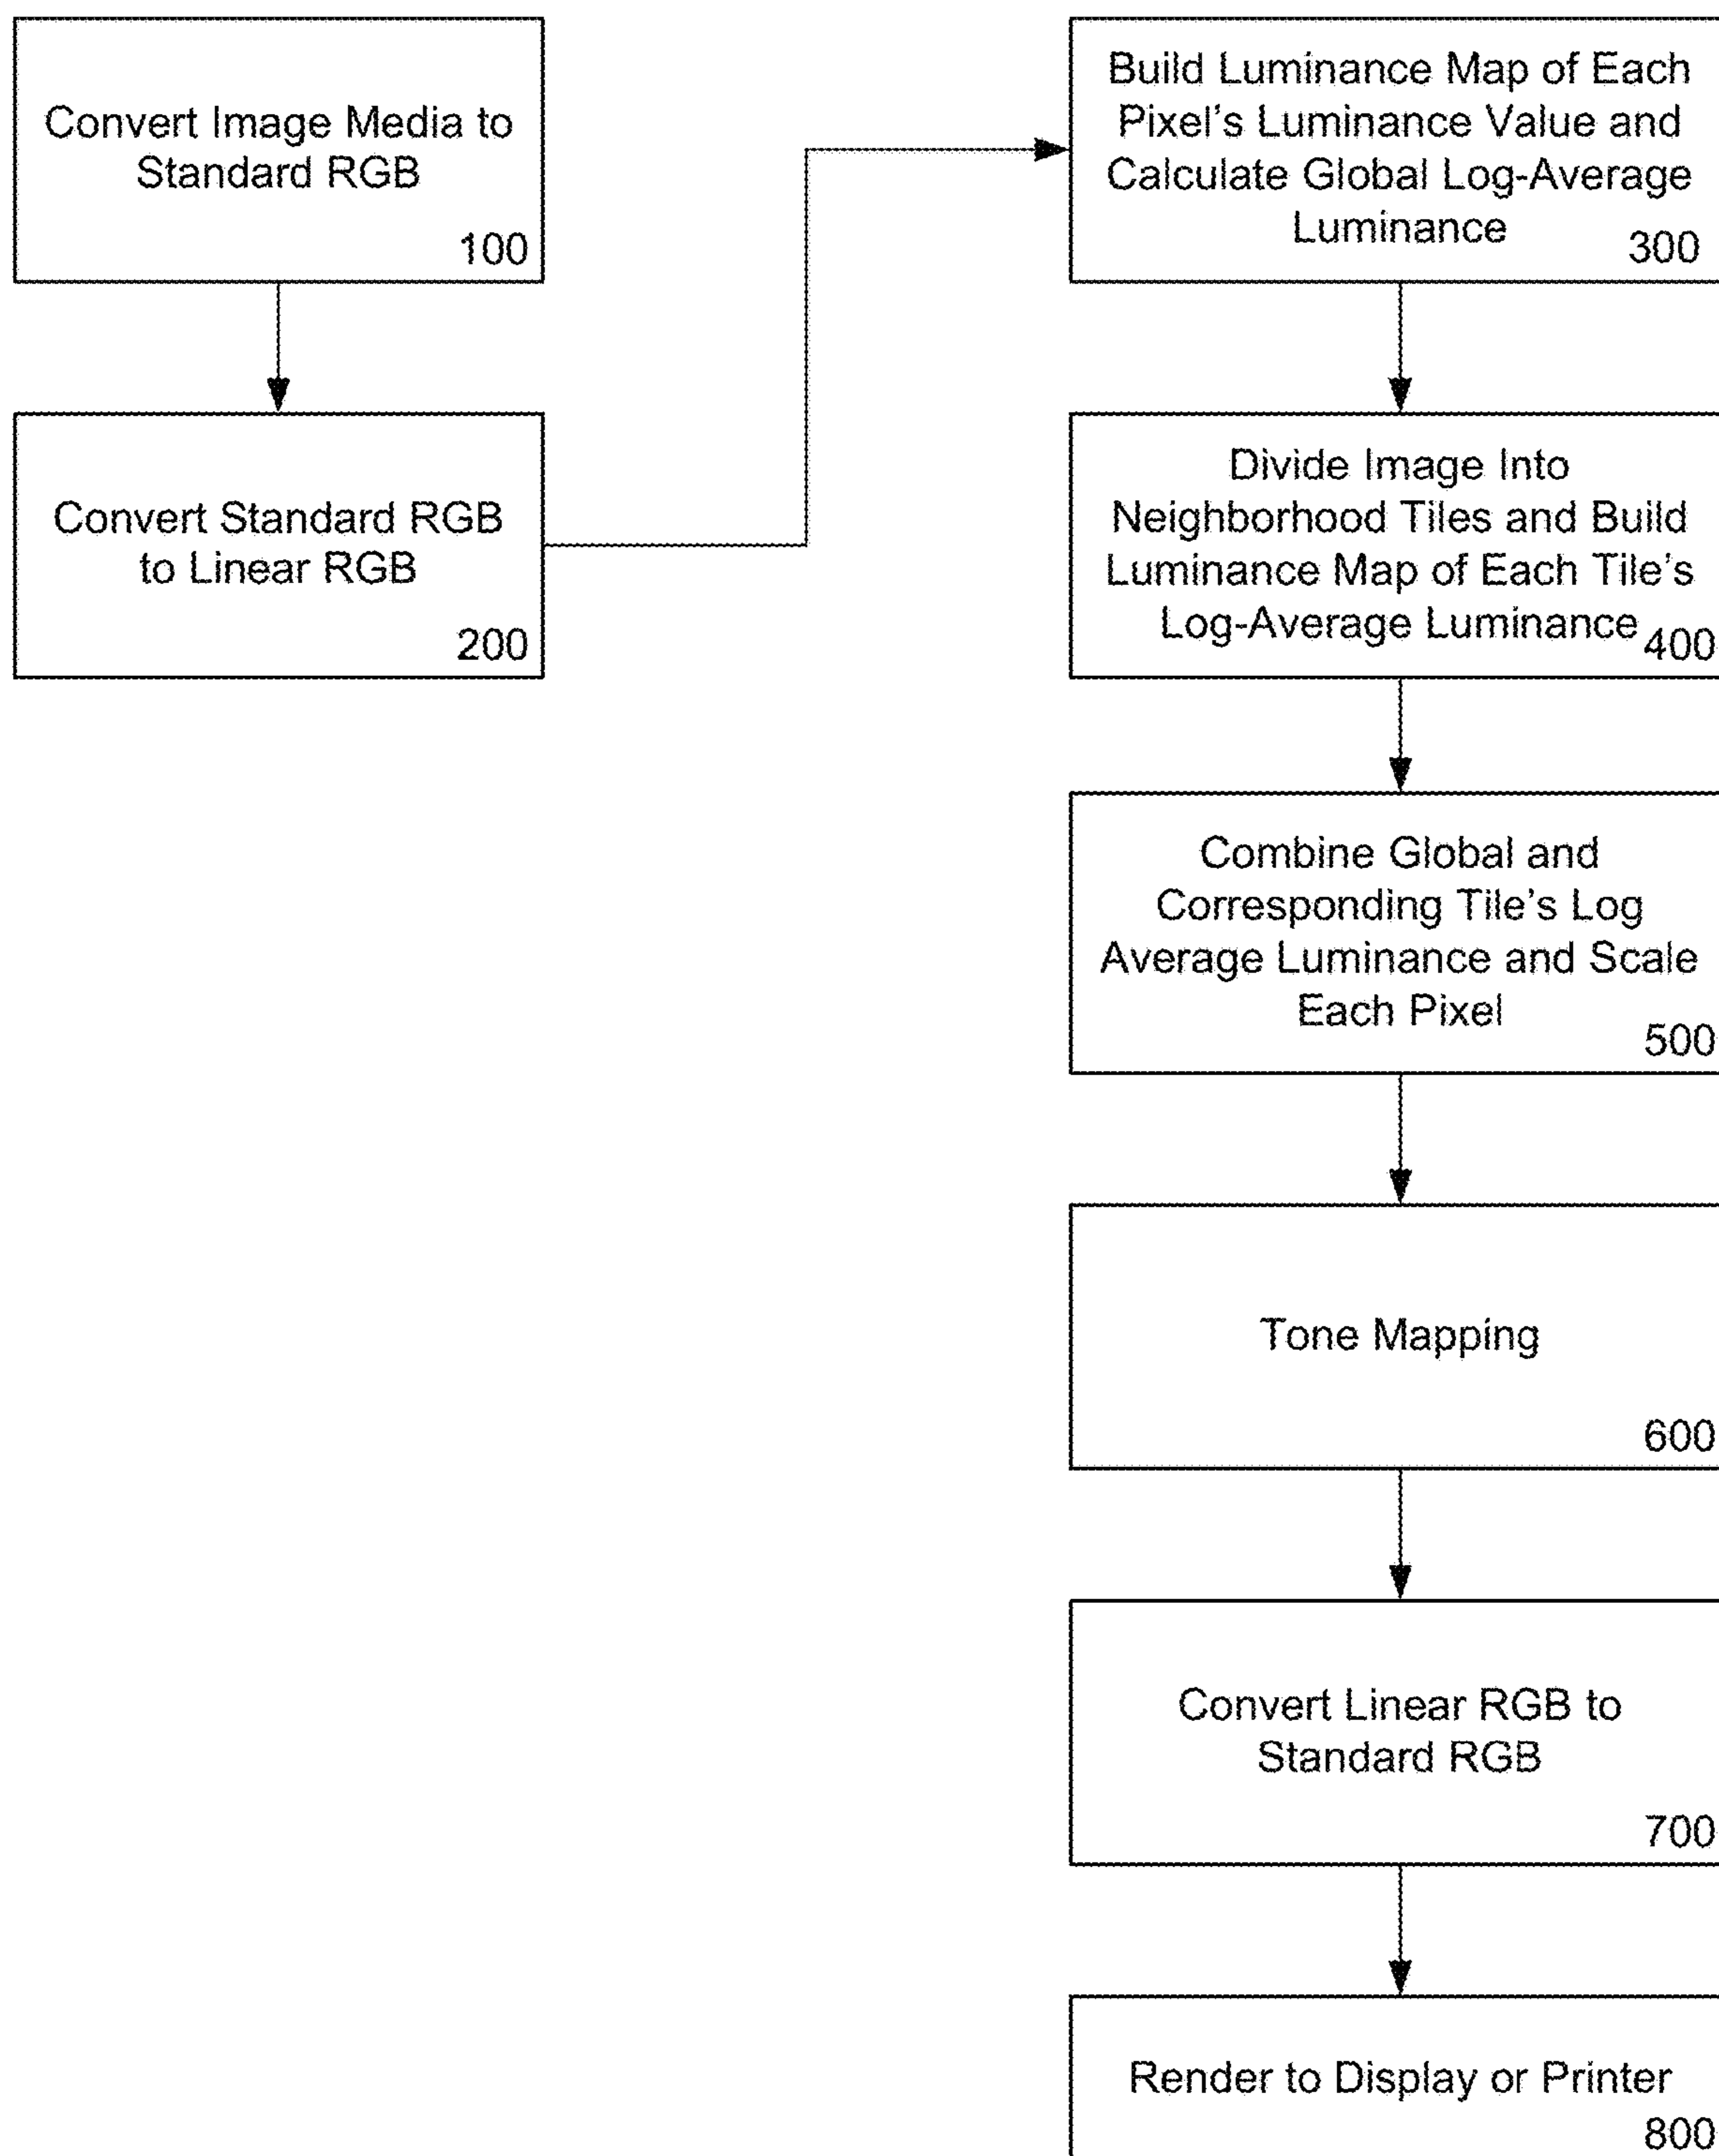 Convert Image Media to
Standard RGB
100
Convert Standard RGB
to Linear RGB
200
Build Luminance Map of Each
Pixel's Luminance Value and
Calculate Global Log-Average
Luminance
300
Divide Image Into
Neighborhood Tiles and Build
Luminance Map of Each Tile's
Log-Average Luminance
400
Combine Global and
Corresponding Tile's Log
Average Luminance and Scale
Each Pixel
500
Tone Mapping
600
Convert Linear RGB to
Standard RGB
700
Render to Display or Printer
800